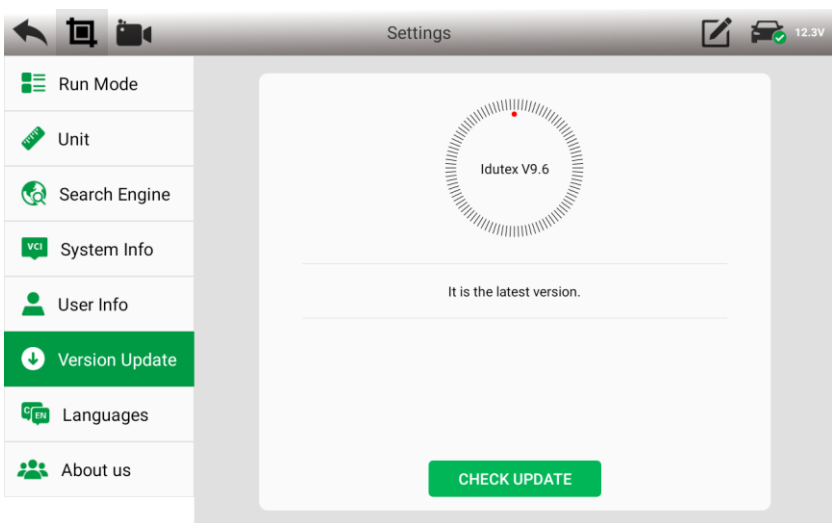 Settings
12.3V
Run Mode
Unit
Search Engine
VCI
System Info
User Info
Version Update
C EN
Languages
About us
Idutex V9.6
It is the latest version.
CHECK UPDATE